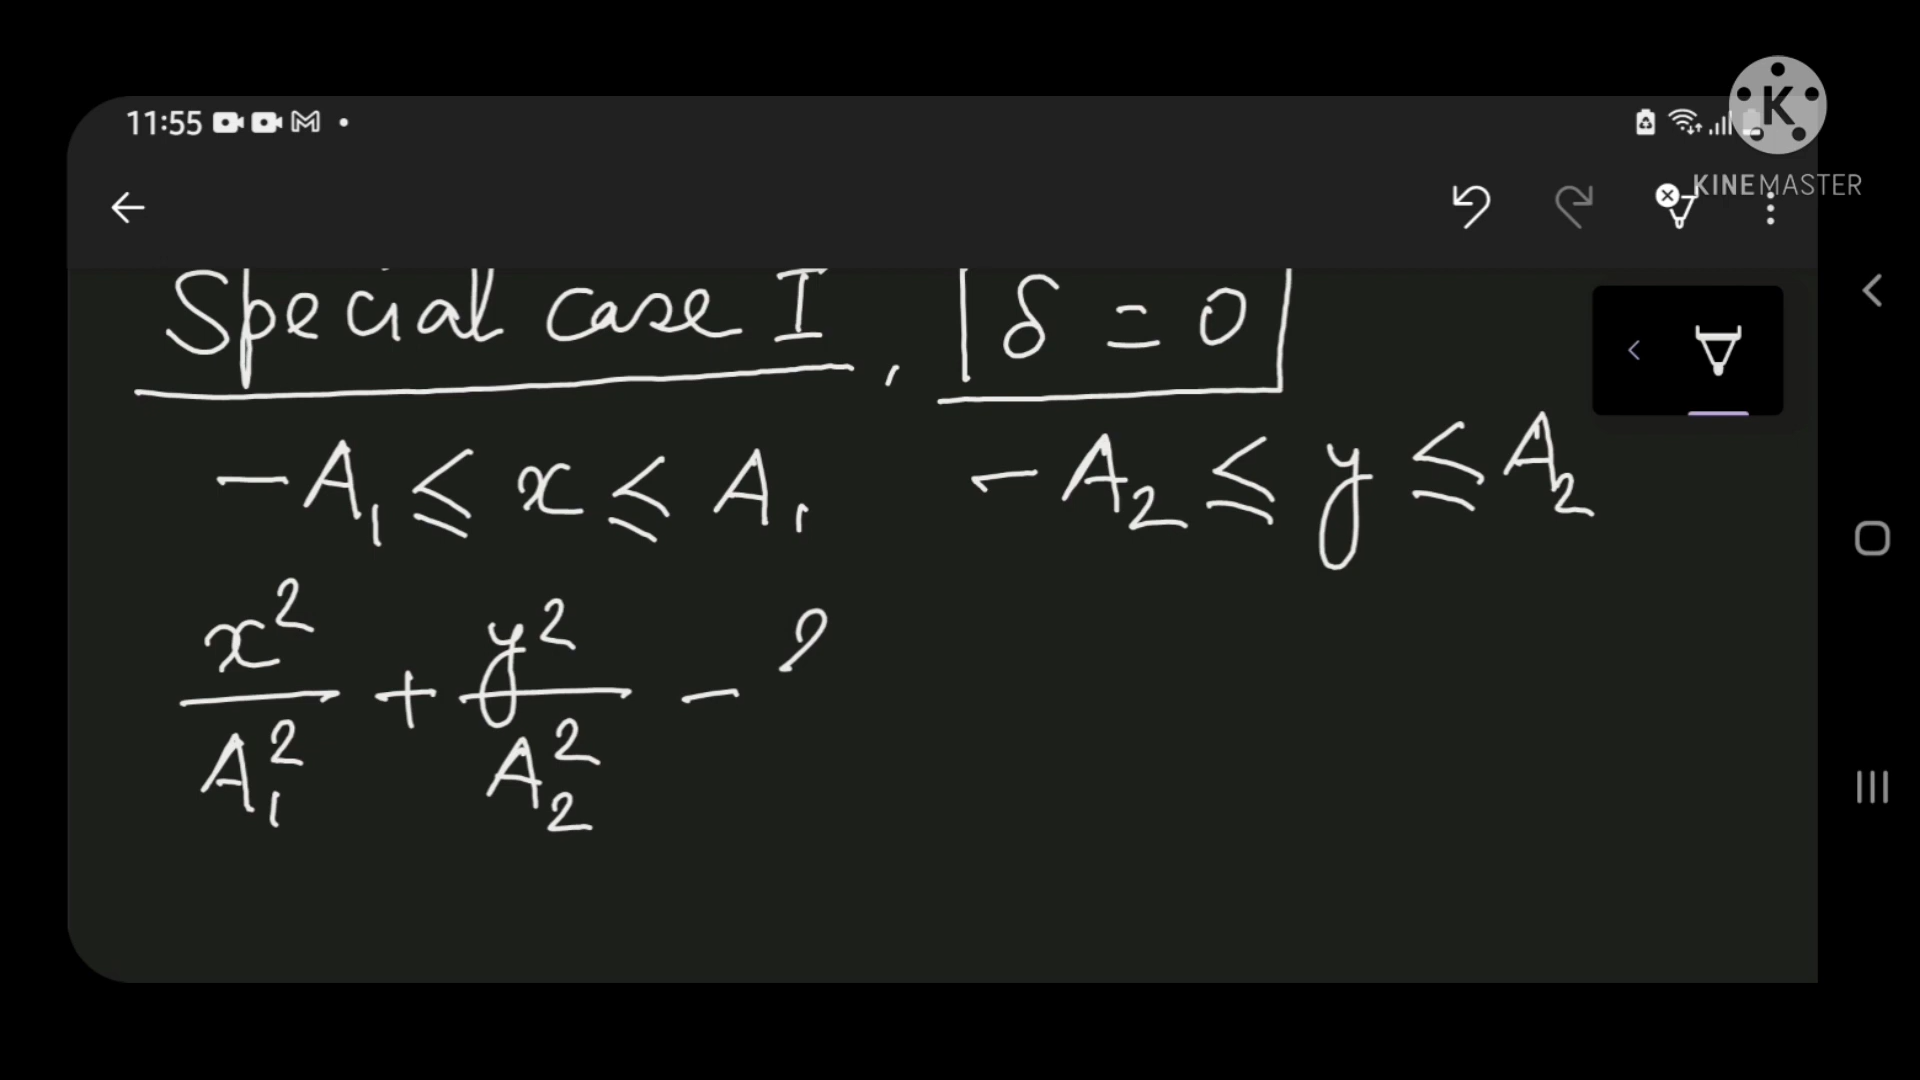 11:55
KINEMASTER
Special case I, δ = 0
-A₁ ≤ x ≤ A₁ -A₂ ≤ y ≤ A₂
x²/A₁² + y²/A₂² -